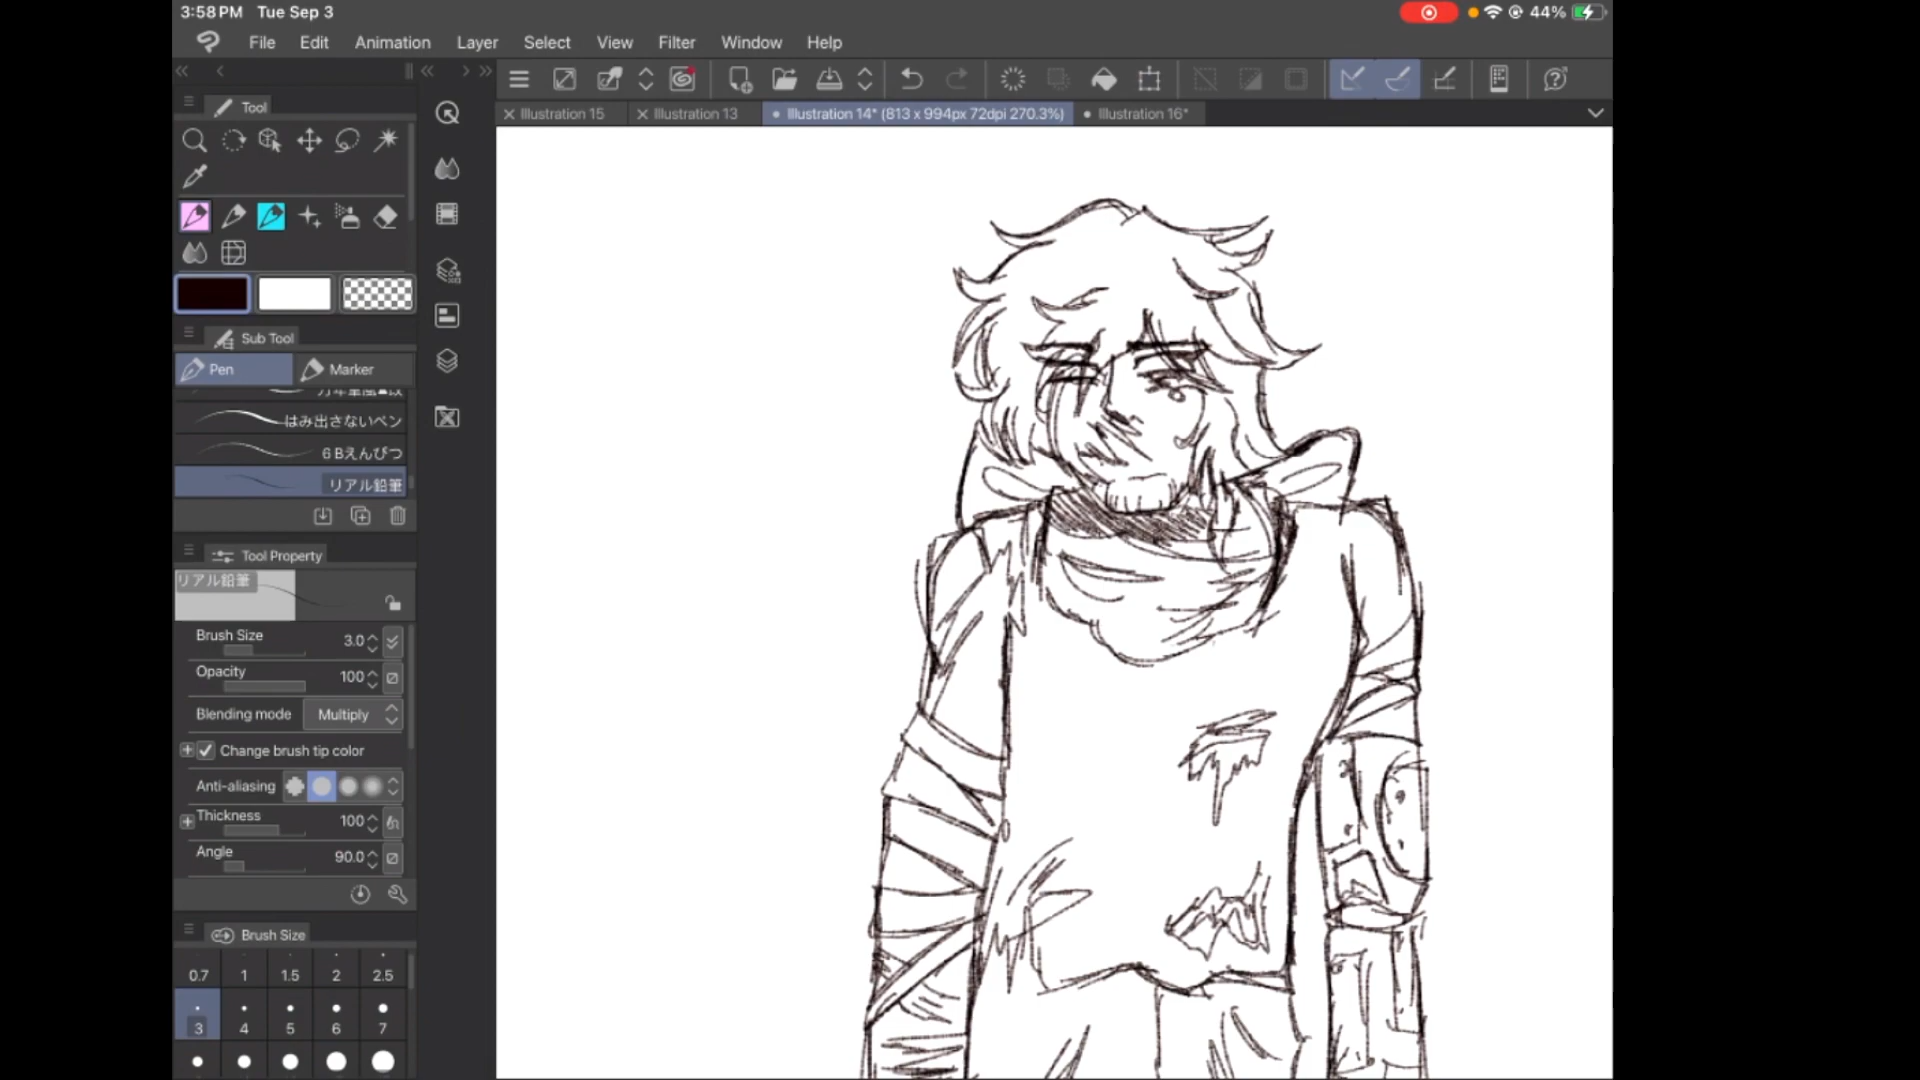 3:58 PM Tue Sep 3 44%
File Edit Animation Layer Select View Filter Window Help
Tool
Illustration 15 Illustration 13 Illustration 14* (813 x 994px 72dpi 270.3%) Illustration 16*
Sub Tool
Pen Marker
はみ出さないペン
6Bえんぴつ
リアル鉛筆
Tool Property
リアル鉛筆
Brush Size 3.0
Opacity 100
Blending mode Multiply
Change brush tip color
Anti-aliasing
Thickness 100
Angle 90.0
Brush Size
0.7 1 1.5 2 2.5
3 4 5 6 7